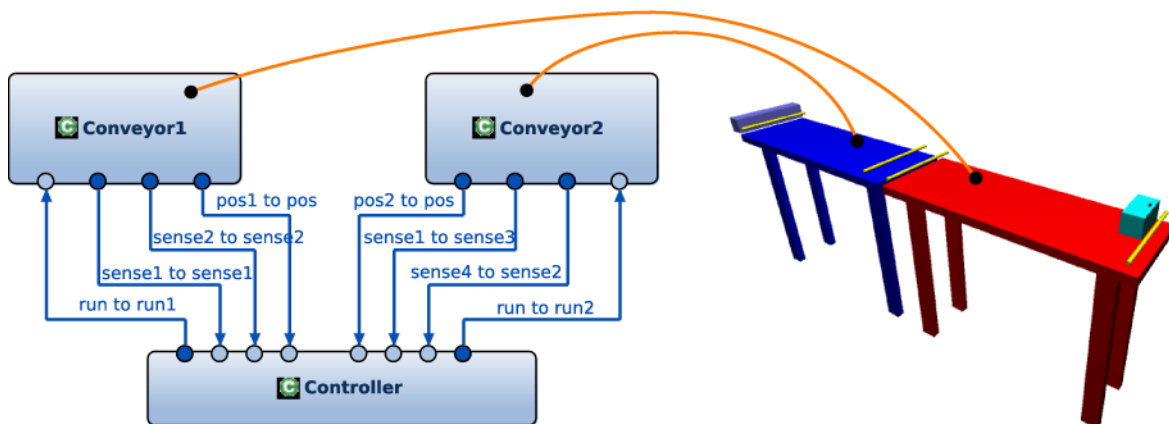 Conveyor1
Conveyor2
pos1 to pos
pos2 to pos
sense2 to sense2
sense1 to sense3
sense1 to sense1
sense4 to sense2
run to run1
run to run2
Controller